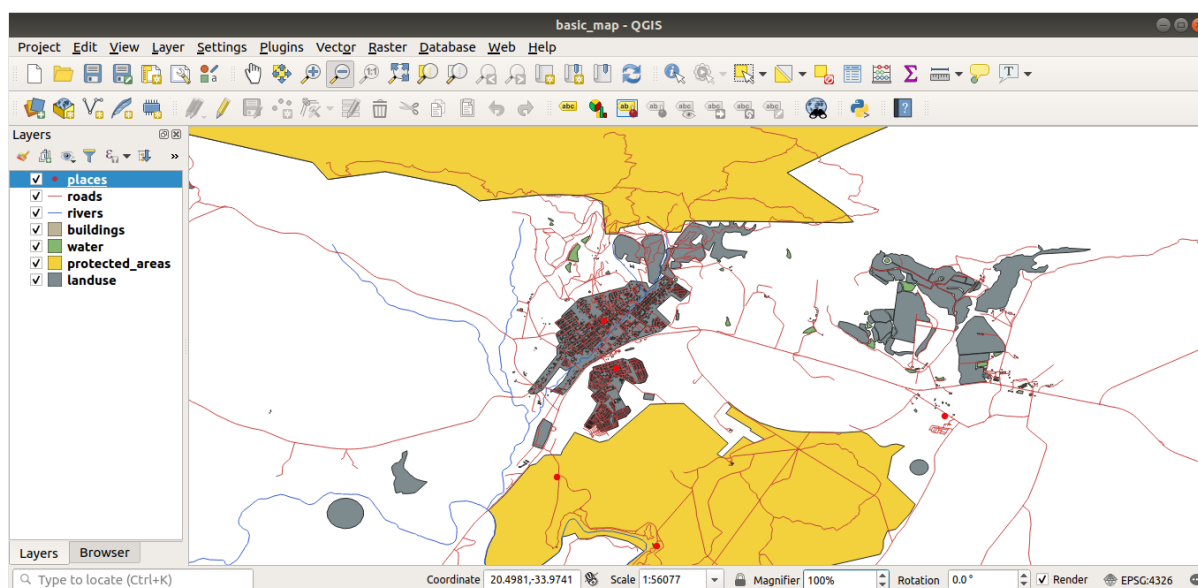 basic_map - QGIS
Project Edit View Layer Settings Plugins Vector Raster Database Web Help
Layers
places
roads
rivers
buildings
water
protected_areas
landuse
Layers Browser
Type to locate (Ctrl+K) Coordinate 20.4981,-33.9741 Scale 1:56077 Magnifier 100% Rotation 0.0° Render EPSG:4326